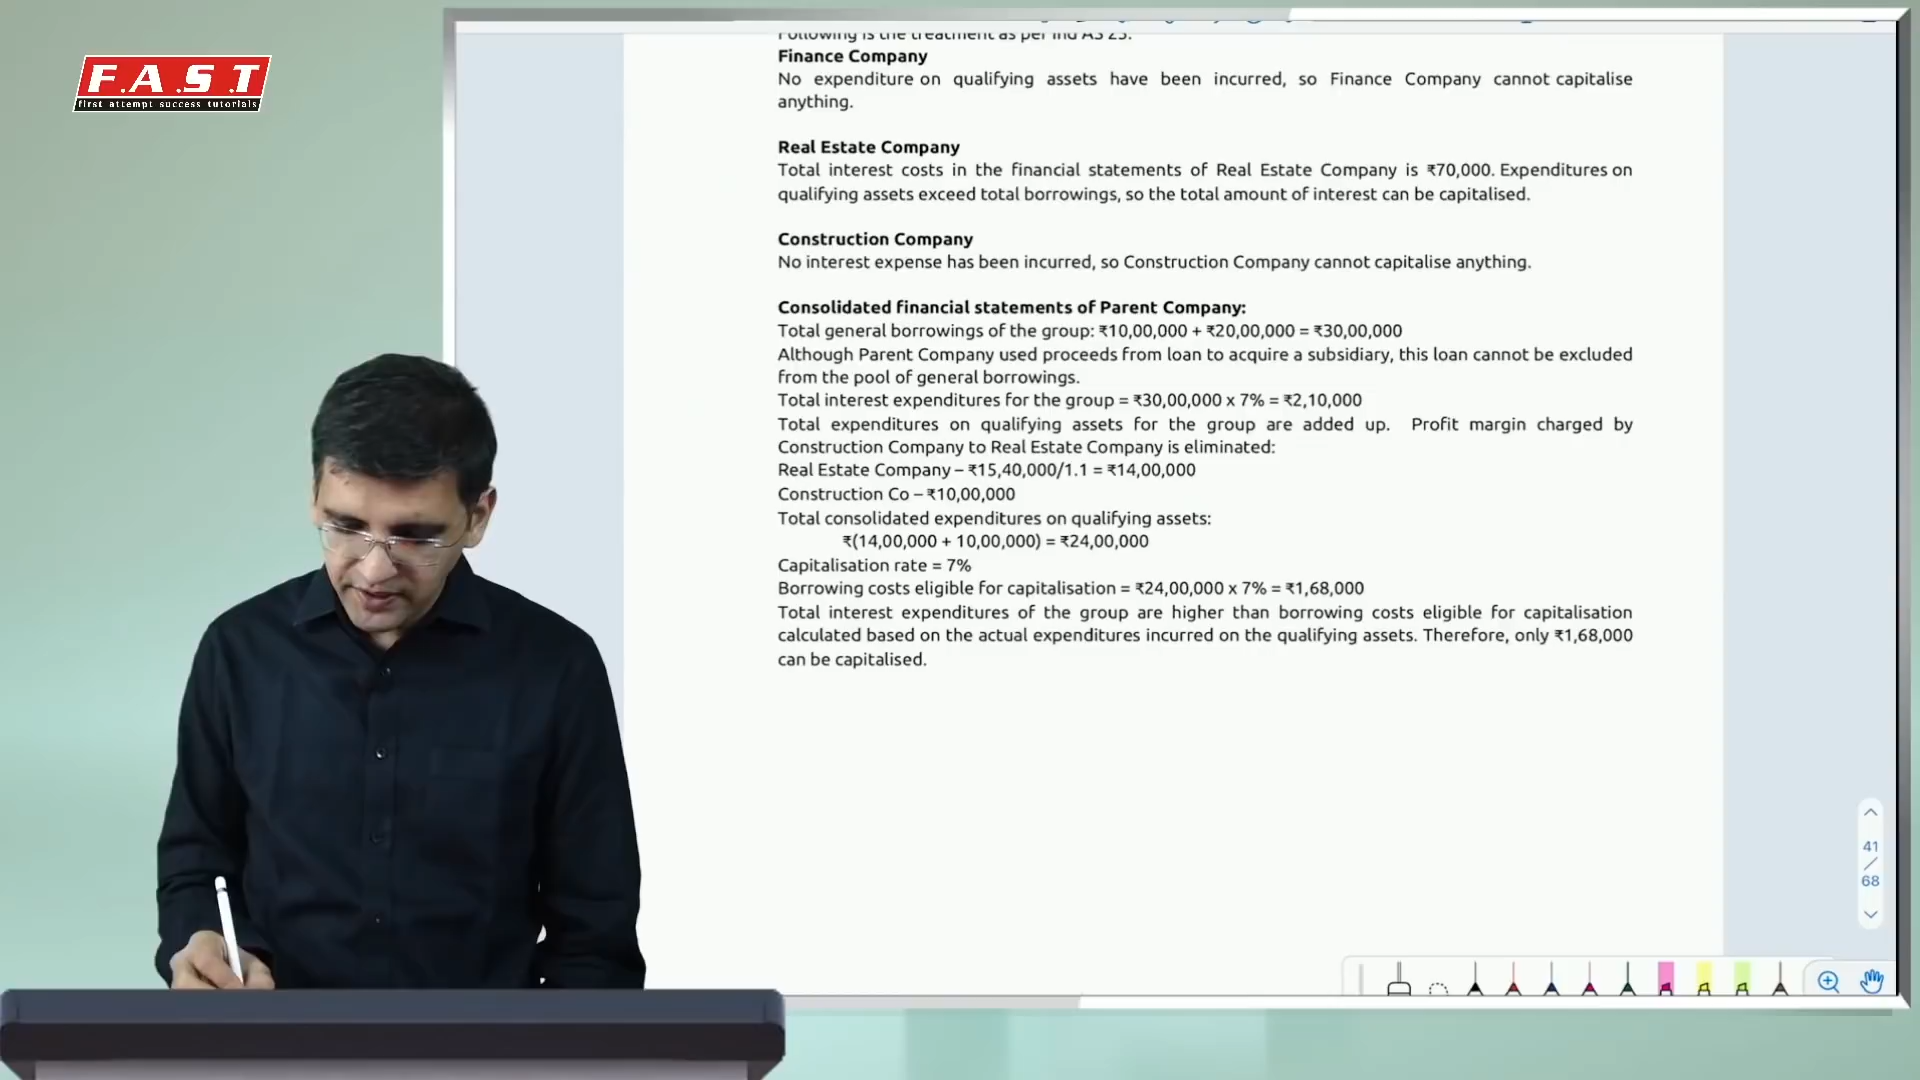 F.A.S.T
first attempt success tutorials
Following is the treatment as per Ind AS 23.
Finance Company
No expenditure on qualifying assets have been incurred, so Finance Company cannot capitalise
anything.
Real Estate Company
Total interest costs in the financial statements of Real Estate Company is ₹70,000. Expenditures on
qualifying assets exceed total borrowings, so the total amount of interest can be capitalised.
Construction Company
No interest expense has been incurred, so Construction Company cannot capitalise anything.
Consolidated financial statements of Parent Company:
Total general borrowings of the group: ₹10,00,000 + ₹20,00,000 = ₹30,00,000
Although Parent Company used proceeds from loan to acquire a subsidiary, this loan cannot be excluded
from the pool of general borrowings.
Total interest expenditures for the group = ₹30,00,000 x 7% = ₹2,10,000
Total expenditures on qualifying assets for the group are added up. Profit margin charged by
Construction Company to Real Estate Company is eliminated:
Real Estate Company – ₹15,40,000/1.1 = ₹14,00,000
Construction Co – ₹10,00,000
Total consolidated expenditures on qualifying assets:
₹(14,00,000 + 10,00,000) = ₹24,00,000
Capitalisation rate = 7%
Borrowing costs eligible for capitalisation = ₹24,00,000 x 7% = ₹1,68,000
Total interest expenditures of the group are higher than borrowing costs eligible for capitalisation
calculated based on the actual expenditures incurred on the qualifying assets. Therefore, only ₹1,68,000
can be capitalised.
41
/
68